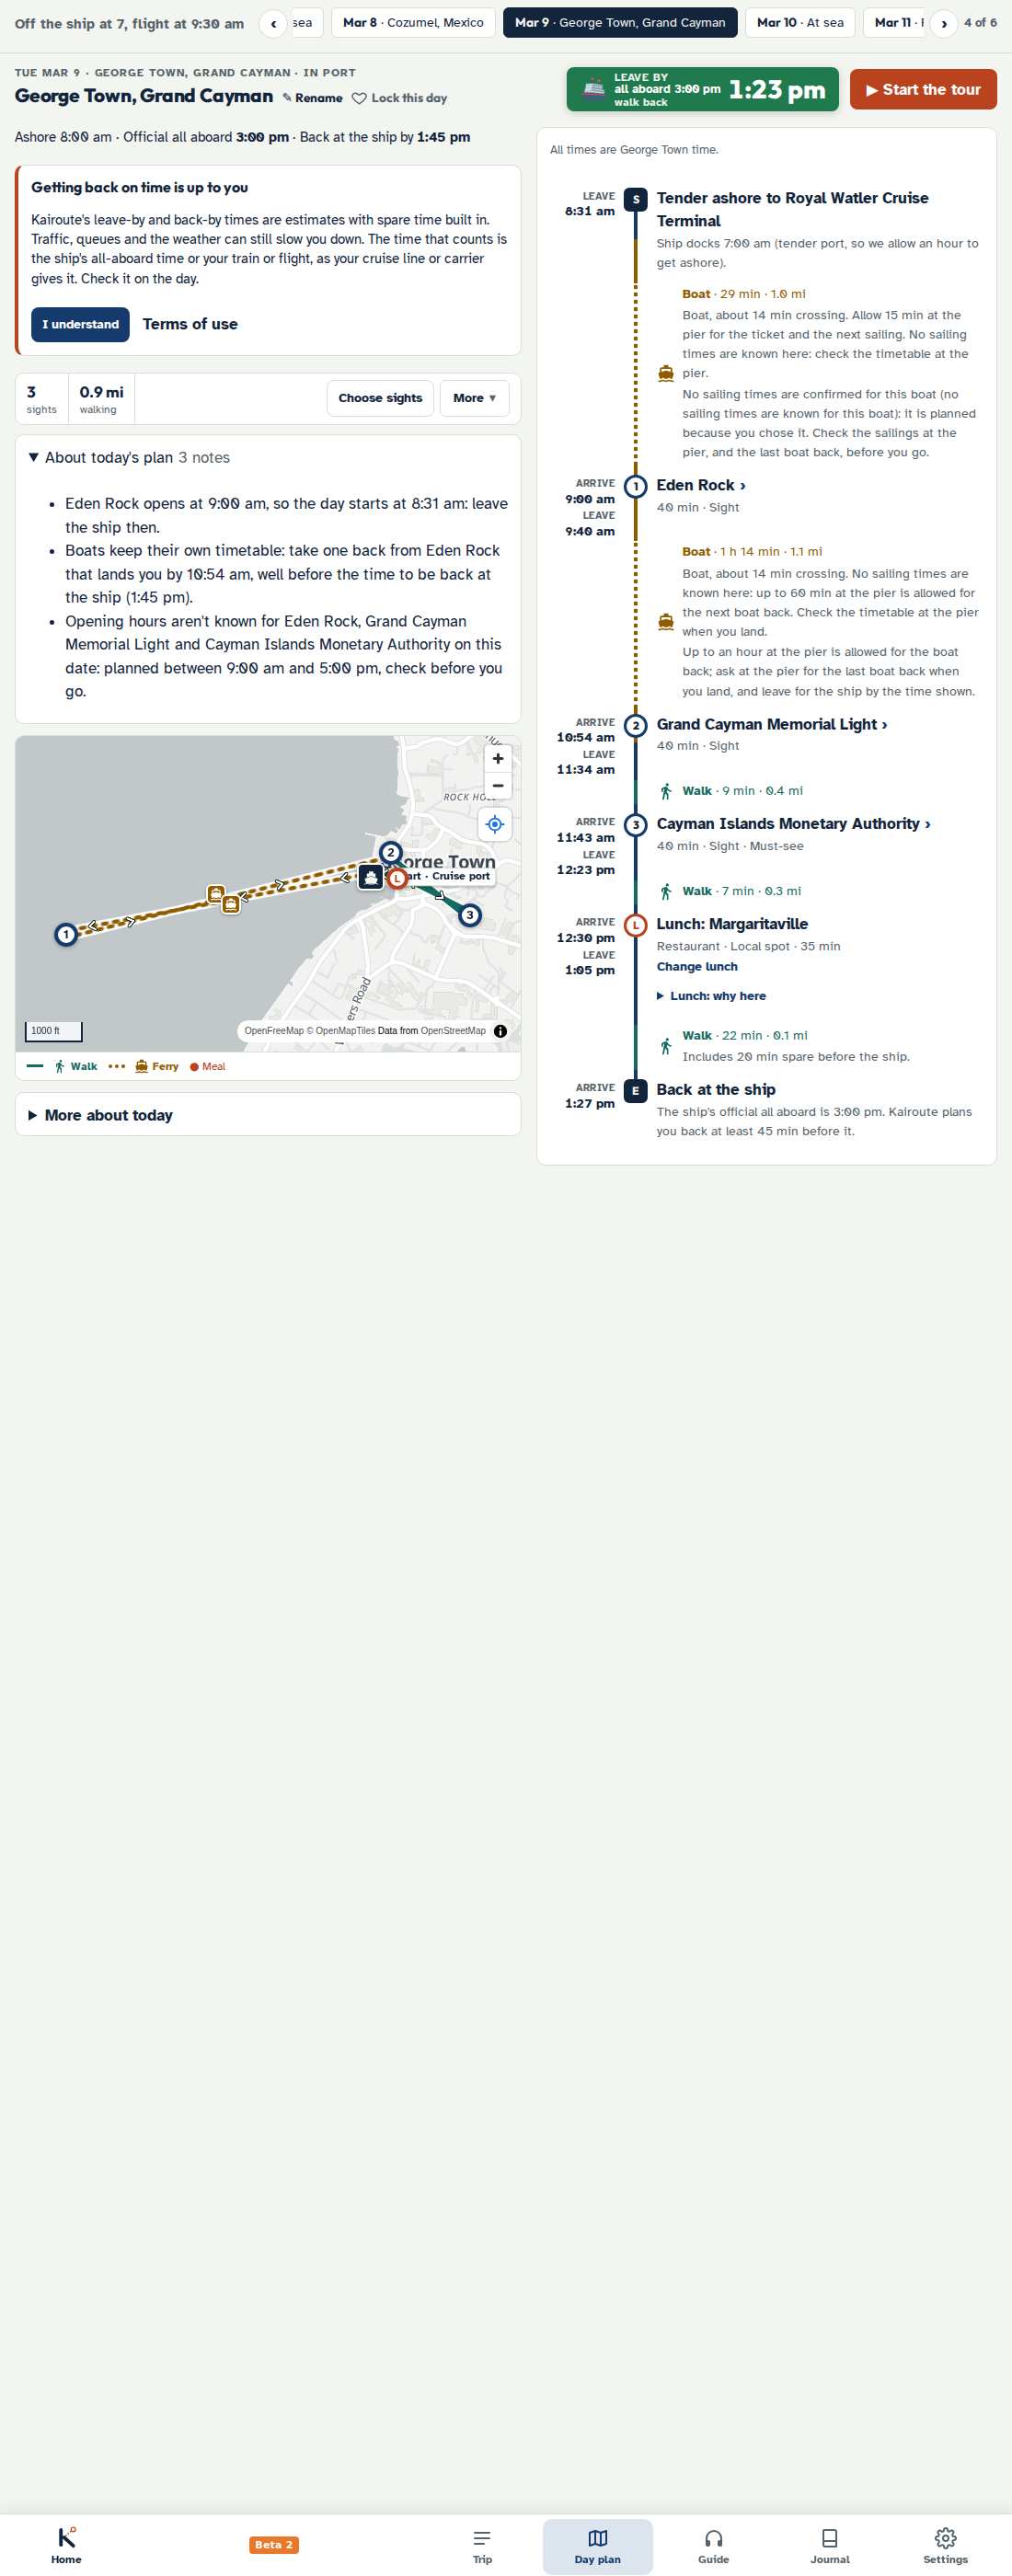 Off the ship at 7, flight at 9:30 am
‹
sea
Mar 8 · Cozumel, Mexico
Mar 9 · George Town, Grand Cayman
Mar 10 · At sea
Mar 11 ·
›
4 of 6
TUE MAR 9 · GEORGE TOWN, GRAND CAYMAN · IN PORT
George Town, Grand Cayman
✎ Rename
Lock this day
LEAVE BY
all aboard 3:00 pm
walk back
1:23 pm
▶ Start the tour
Ashore 8:00 am · Official all aboard 3:00 pm · Back at the ship by 1:45 pm
Getting back on time is up to you
Kairoute's leave-by and back-by times are estimates with spare time built in.
Traffic, queues and the weather can still slow you down. The time that counts is
the ship's all-aboard time or your train or flight, as your cruise line or carrier
gives it. Check it on the day.
I understand
Terms of use
3
sights
0.9 mi
walking
Choose sights
More ▼
▼ About today's plan 3 notes
• Eden Rock opens at 9:00 am, so the day starts at 8:31 am: leave
the ship then.
• Boats keep their own timetable: take one back from Eden Rock
that lands you by 10:54 am, well before the time to be back at
the ship (1:45 pm).
• Opening hours aren't known for Eden Rock, Grand Cayman
Memorial Light and Cayman Islands Monetary Authority on this
date: planned between 9:00 am and 5:00 pm, check before you
go.
ROCK
+
−
orge Town
art · Cruise port
1
2
3
L
ers Road
1000 ft
OpenFreeMap © OpenMapTiles Data from OpenStreetMap
Walk
Ferry
Meal
▶ More about today
All times are George Town time.
LEAVE
8:31 am
S
Tender ashore to Royal Watler Cruise
Terminal
Ship docks 7:00 am (tender port, so we allow an hour to
get ashore).
Boat · 29 min · 1.0 mi
Boat, about 14 min crossing. Allow 15 min at the
pier for the ticket and the next sailing. No sailing
times are known here: check the timetable at the
pier.
No sailing times are confirmed for this boat (no
sailing times are known for this boat): it is planned
because you chose it. Check the sailings at the
pier, and the last boat back, before you go.
ARRIVE
9:00 am
LEAVE
9:40 am
1
Eden Rock ›
40 min · Sight
Boat · 1 h 14 min · 1.1 mi
Boat, about 14 min crossing. No sailing times are
known here: up to 60 min at the pier is allowed for
the next boat back. Check the timetable at the pier
when you land.
Up to an hour at the pier is allowed for the boat
back; ask at the pier for the last boat back when
you land, and leave for the ship by the time shown.
ARRIVE
10:54 am
LEAVE
11:34 am
2
Grand Cayman Memorial Light ›
40 min · Sight
Walk · 9 min · 0.4 mi
ARRIVE
11:43 am
LEAVE
12:23 pm
3
Cayman Islands Monetary Authority ›
40 min · Sight · Must-see
Walk · 7 min · 0.3 mi
ARRIVE
12:30 pm
LEAVE
1:05 pm
L
Lunch: Margaritaville
Restaurant · Local spot · 35 min
Change lunch
▶ Lunch: why here
Walk · 22 min · 0.1 mi
Includes 20 min spare before the ship.
ARRIVE
1:27 pm
E
Back at the ship
The ship's official all aboard is 3:00 pm. Kairoute plans
you back at least 45 min before it.
Home
Beta 2
Trip
Day plan
Guide
Journal
Settings